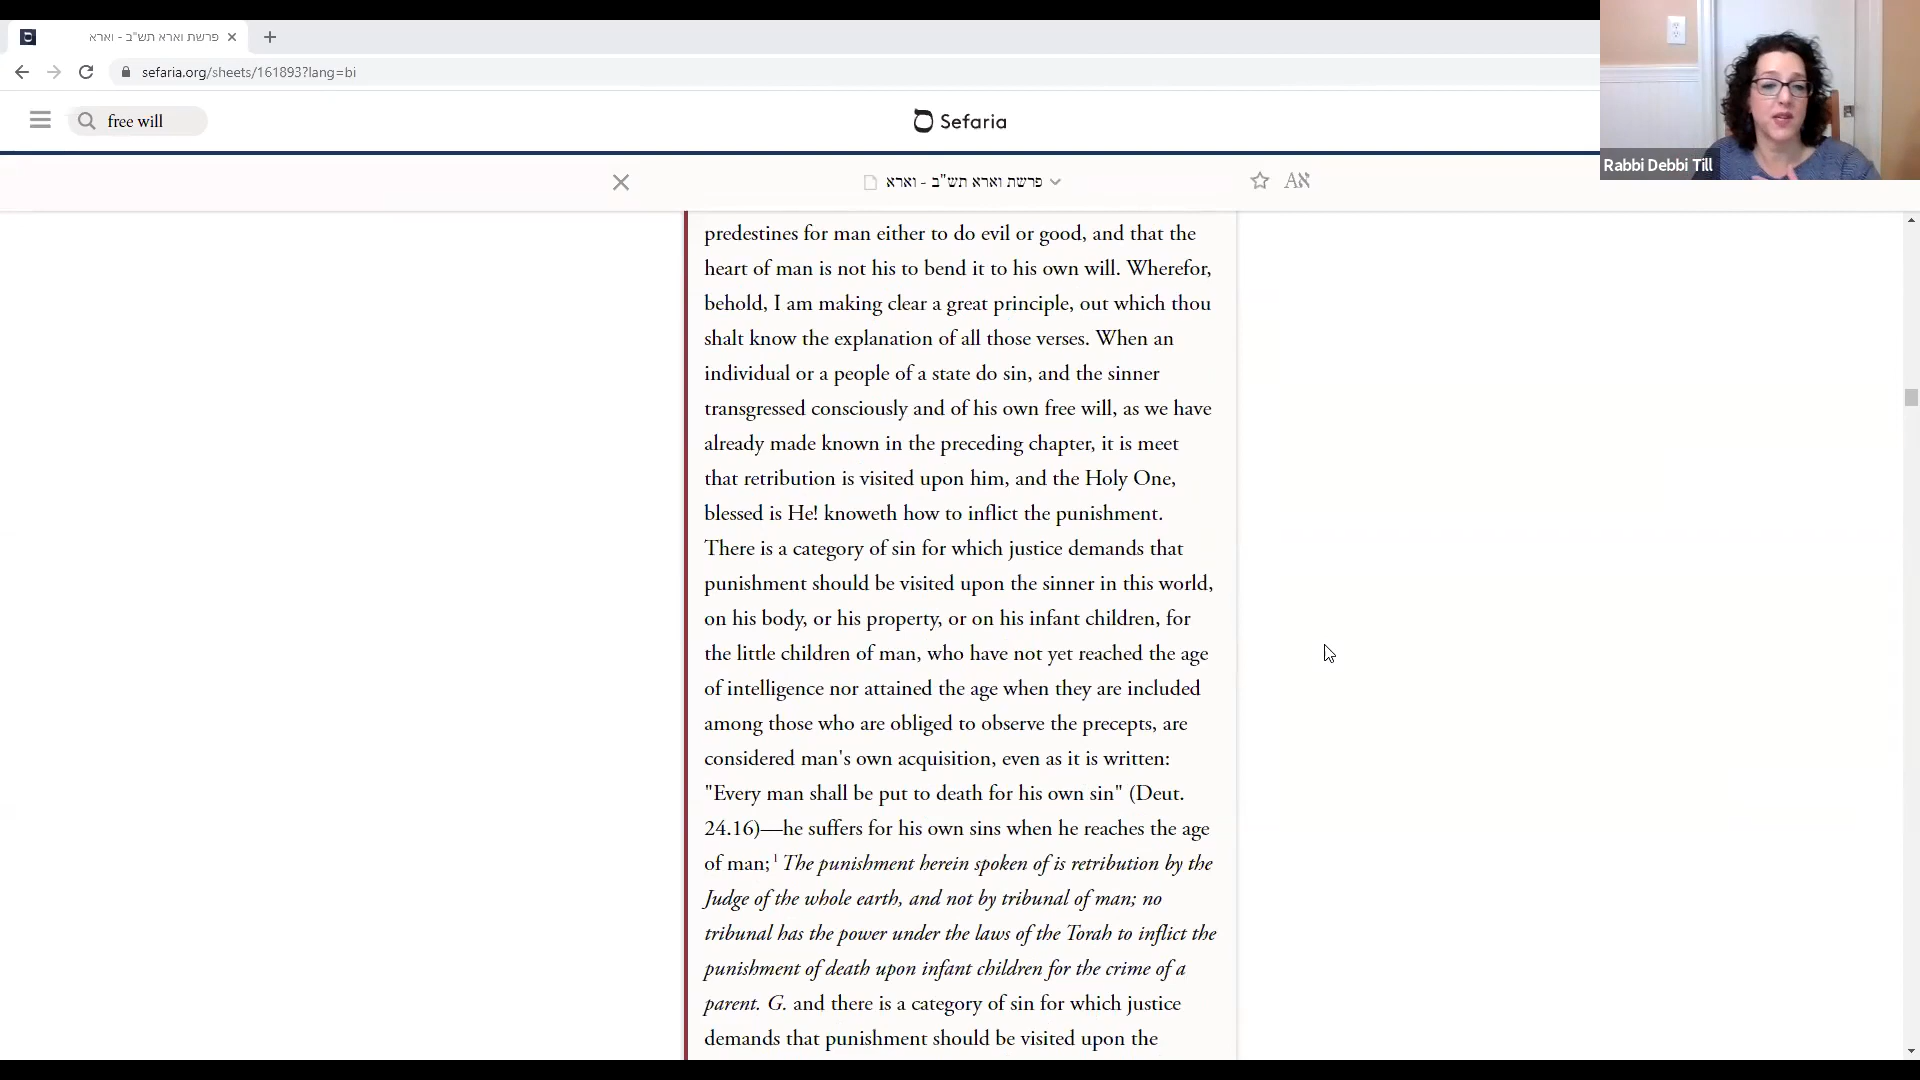 פרשת וארא תש"ב - וארא
sefaria.org/sheets/161893?lang=bi
free will
Sefaria
Rabbi Debbi Till
פרשת וארא תש"ב - וארא
Aא
predestines for man either to do evil or good, and that the
heart of man is not his to bend it to his own will. Wherefor,
behold, I am making clear a great principle, out which thou
shalt know the explanation of all those verses. When an
individual or a people of a state do sin, and the sinner
transgressed consciously and of his own free will, as we have
already made known in the preceding chapter, it is meet
that retribution is visited upon him, and the Holy One,
blessed is He! knoweth how to inflict the punishment.
There is a category of sin for which justice demands that
punishment should be visited upon the sinner in this world,
on his body, or his property, or on his infant children, for
the little children of man, who have not yet reached the age
of intelligence nor attained the age when they are included
among those who are obliged to observe the precepts, are
considered man's own acquisition, even as it is written:
"Every man shall be put to death for his own sin" (Deut.
24.16)—he suffers for his own sins when he reaches the age
of man;1 The punishment herein spoken of is retribution by the
Judge of the whole earth, and not by tribunal of man; no
tribunal has the power under the laws of the Torah to inflict the
punishment of death upon infant children for the crime of a
parent. G. and there is a category of sin for which justice
demands that punishment should be visited upon the